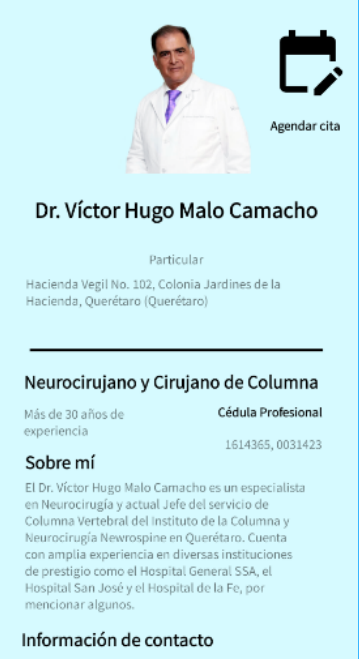 Agendar cita
Dr. Víctor Hugo Malo Camacho
Particular
Hacienda Vegil No. 102, Colonia Jardines de la
Hacienda, Querétaro (Querétaro)
Neurocirujano y Cirujano de Columna
Más de 30 años de
experiencia
Cédula Profesional
1614365, 0031423
Sobre mí
El Dr. Víctor Hugo Malo Camacho es un especialista
en Neurocirugía y actual Jefe del servicio de
Columna Vertebral del Instituto de la Columna y
Neurocirugía Newrospine en Querétaro. Cuenta
con amplia experiencia en diversas instituciones
de prestigio como el Hospital General SSA, el
Hospital San José y el Hospital de la Fe, por
mencionar algunos.
Información de contacto